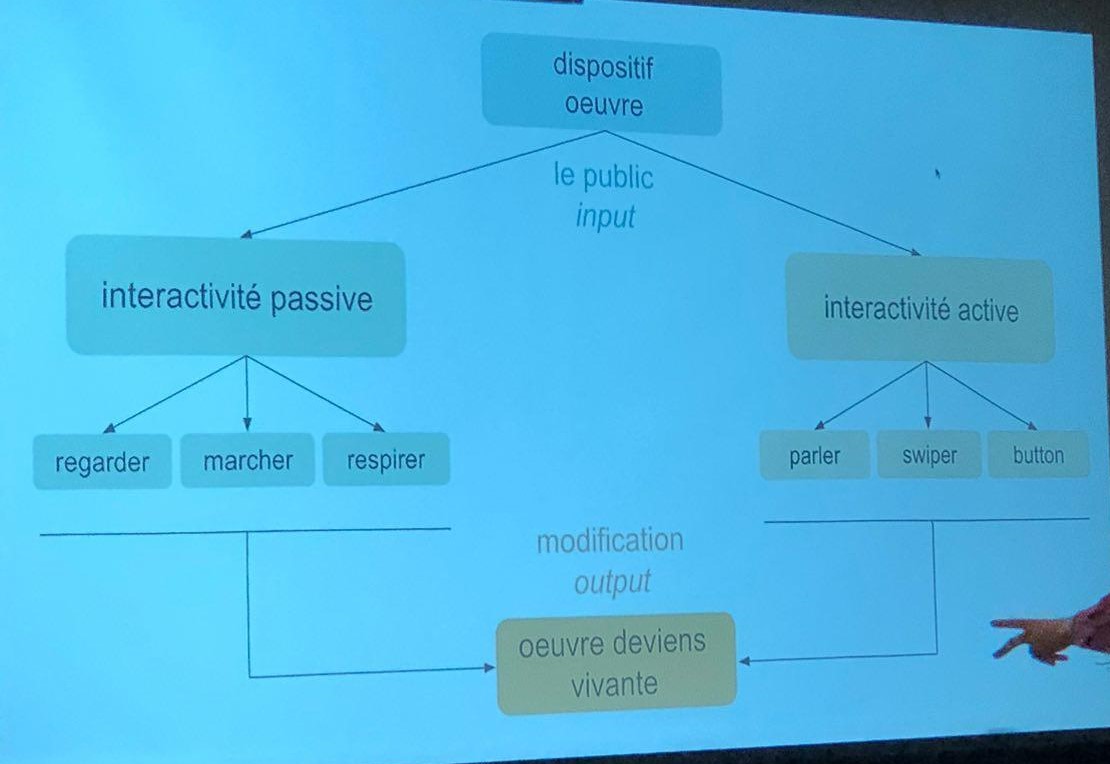 dispositif
oeuvre
le public
input
interactivité passive
interactivité active
regarder
marcher
respirer
parler
swiper
button
modification
output
oeuvre deviens
vivante